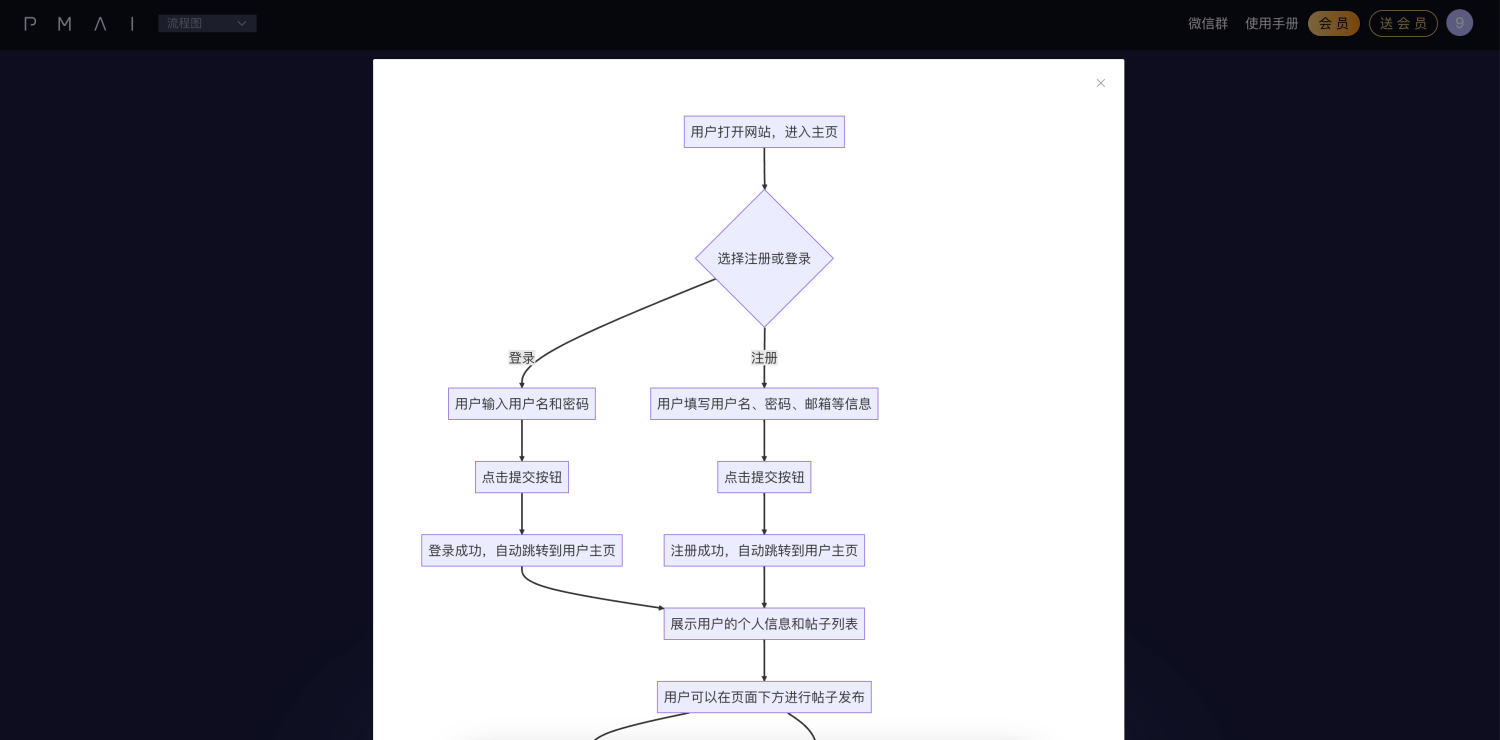 PMAI
流程图
微信群
使用手册
会员
送会员
9
用户打开网站，进入主页
选择注册或登录
登录
注册
用户输入用户名和密码
用户填写用户名、密码、邮箱等信息
点击提交按钮
点击提交按钮
登录成功，自动跳转到用户主页
注册成功，自动跳转到用户主页
展示用户的个人信息和帖子列表
用户可以在页面下方进行帖子发布